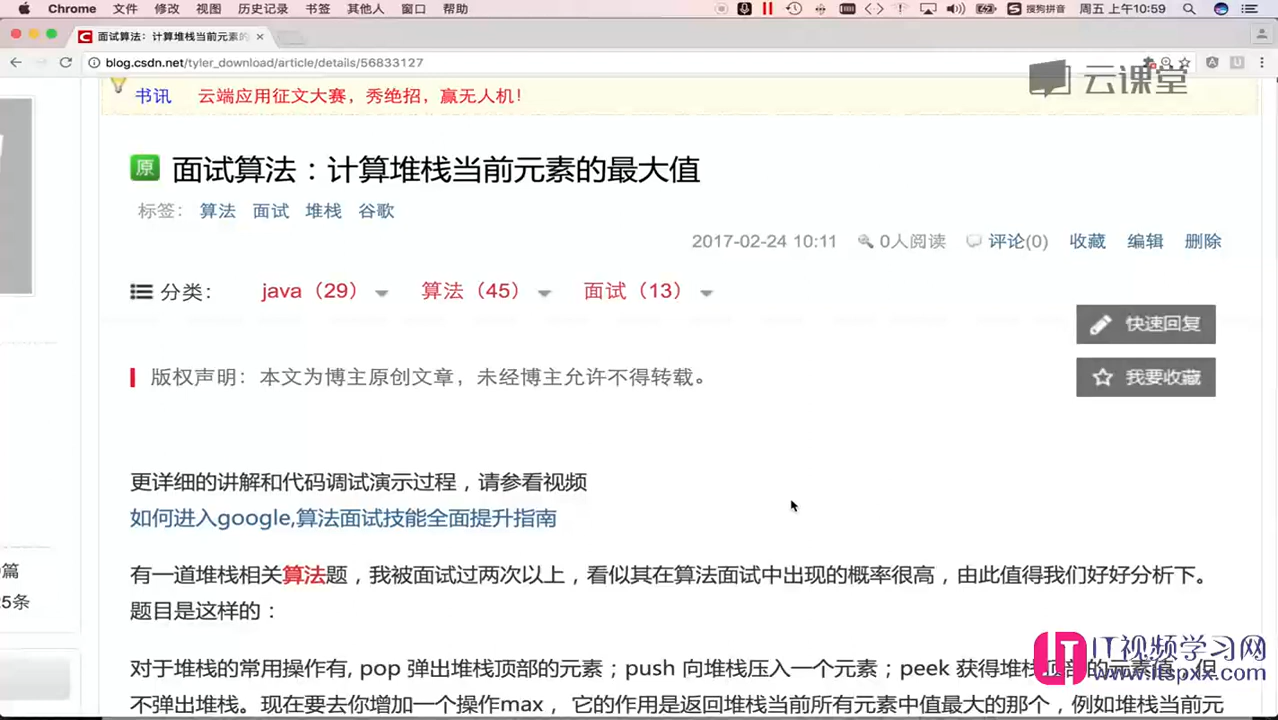 Chrome 文件 修改 视图 历史记录 书签 其他人 窗口 帮助 搜狗拼音 周五 上午10:59
面试算法：计算堆栈当前元素的
blog.csdn.net/tyler_download/article/details/56833127
云课堂
书讯 云端应用征文大赛，秀绝招，赢无人机！
原 面试算法：计算堆栈当前元素的最大值
标签： 算法 面试 堆栈 谷歌
2017-02-24 10:11 0人阅读 评论(0) 收藏 编辑 删除
分类： java（29） 算法（45） 面试（13）
快速回复
版权声明：本文为博主原创文章，未经博主允许不得转载。
我要收藏
更详细的讲解和代码调试演示过程，请参看视频
如何进入google,算法面试技能全面提升指南
篇
5条
有一道堆栈相关算法题，我被面试过两次以上，看似其在算法面试中出现的概率很高，由此值得我们好好分析下。
题目是这样的：
对于堆栈的常用操作有, pop 弹出堆栈顶部的元素；push 向堆栈压入一个元素；peek 获得堆栈顶部的元素值，但
不弹出堆栈。现在要去你增加一个操作max， 它的作用是返回堆栈当前所有元素中值最大的那个，例如堆栈当前元
IT视频学习网
www.itspxx.com